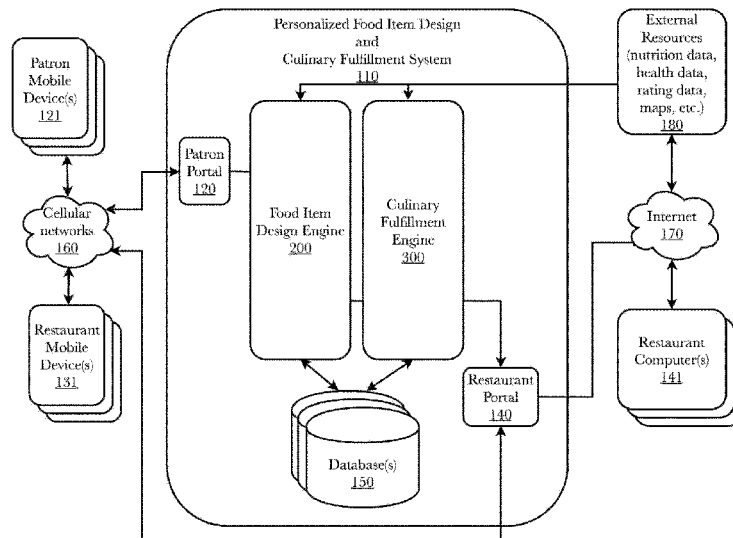 Personalized Food Item Design
and
Culinary Fulfillment System
110
Patron
Mobile
Device(s)
121
External
Resources
(nutrition data,
health data,
rating data,
maps, etc.)
180
Patron
Portal
120
Cellular
networks
160
Food Item
Design Engine
200
Culinary
Fulfillment
Engine
300
Internet
170
Restaurant
Mobile
Device(s)
131
Restaurant
Portal
140
Restaurant
Computer(s)
141
Database(s)
150